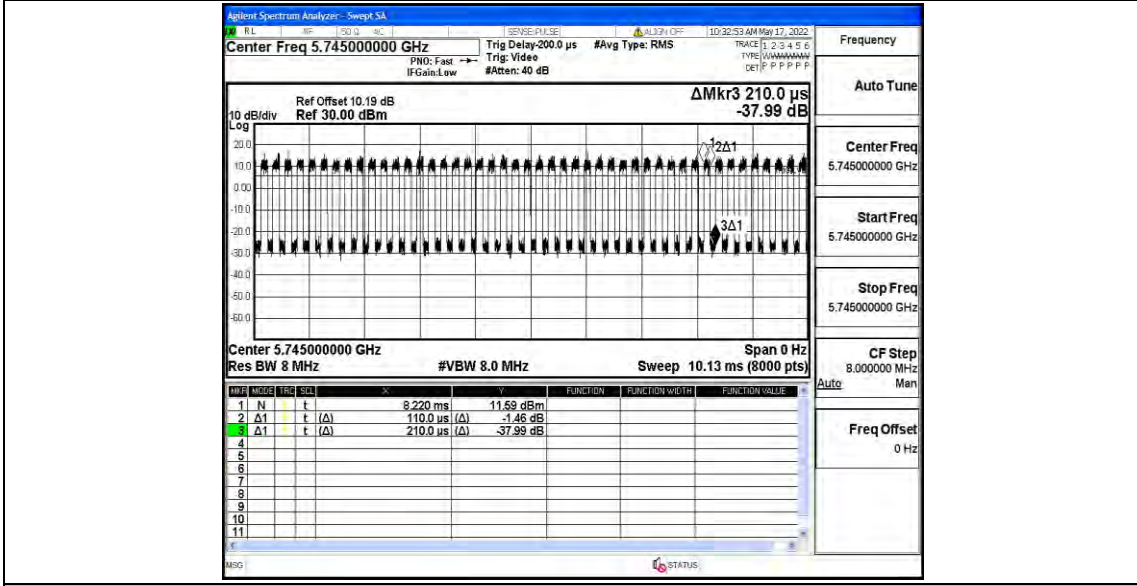 Agilent Spectrum Analyzer - Swept SA
RL RF 50 Ω AC SENSE:PULSE ALIGN OFF 10:32:53 AM May 17, 2022
Center Freq 5.745000000 GHz
PNO: Fast
IFGain:Low
Trig Delay-200.0 µs
Trig: Video
#Atten: 40 dB
#Avg Type: RMS
TRACE 1 2 3 4 5 6
TYPE
DET P P P P P P
Ref Offset 10.19 dB
10 dB/div Ref 30.00 dBm
Log
ΔMkr3 210.0 µs
-37.99 dB
20.0
10.0
0.00
-10.0
-20.0
-30.0
-40.0
-50.0
-60.0
1 2Δ1
3Δ1
Center 5.745000000 GHz Span 0 Hz
Res BW 8 MHz #VBW 8.0 MHz Sweep 10.13 ms (8000 pts)
MKR MODE TRC SCL X Y FUNCTION FUNCTION WIDTH FUNCTION VALUE
1 N t 8.220 ms 11.59 dBm
2 Δ1 t (Δ) 110.0 µs (Δ) -1.46 dB
3 Δ1 t (Δ) 210.0 µs (Δ) -37.99 dB
4
5
6
7
8
9
10
11
MSG STATUS
Frequency
Auto Tune
Center Freq
5.745000000 GHz
Start Freq
5.745000000 GHz
Stop Freq
5.745000000 GHz
CF Step
8.000000 MHz
Auto Man
Freq Offset
0 Hz